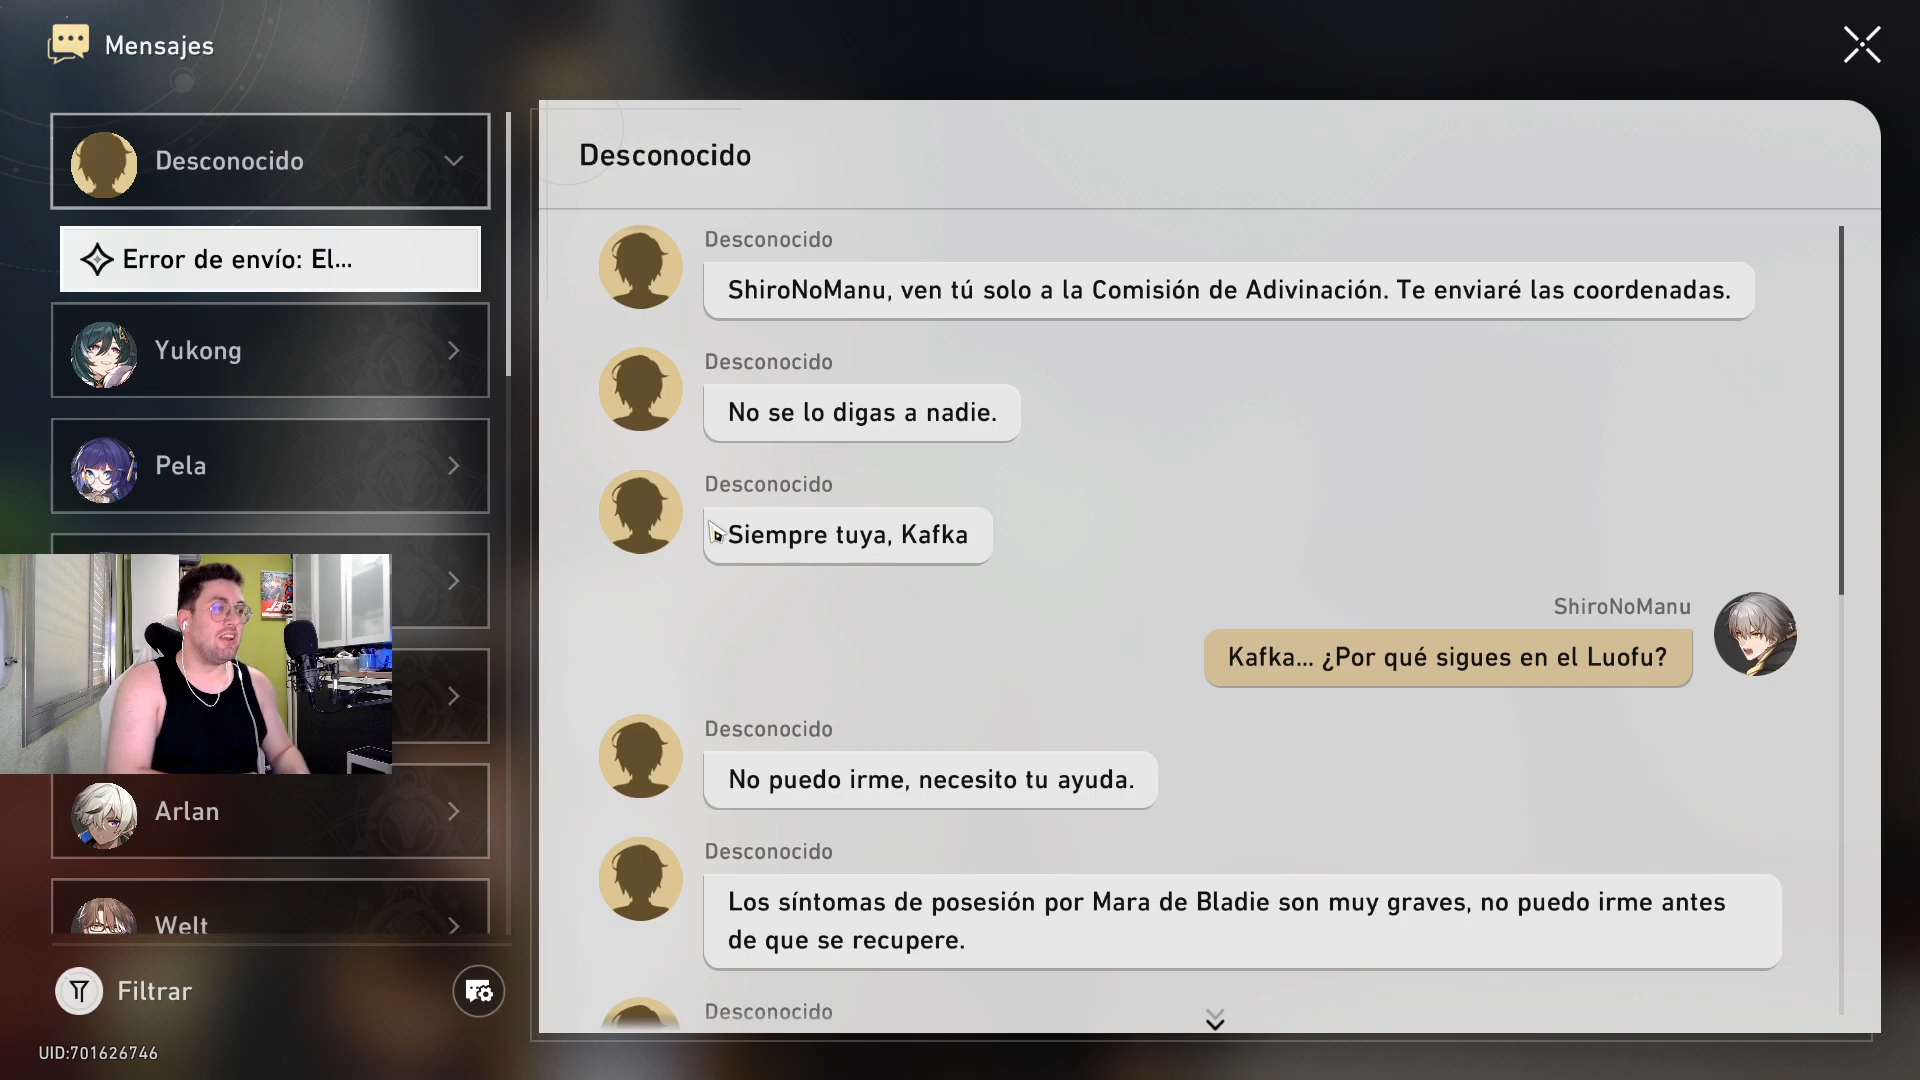 Mensajes
Desconocido
Error de envío: El...
Yukong
Pela
Arlan
Welt
Filtrar
UID:701626746
Desconocido
Desconocido
ShiroNoManu, ven tú solo a la Comisión de Adivinación. Te enviaré las coordenadas.
Desconocido
No se lo digas a nadie.
Desconocido
Siempre tuya, Kafka
ShiroNoManu
Kafka... ¿Por qué sigues en el Luofu?
Desconocido
No puedo irme, necesito tu ayuda.
Desconocido
Los síntomas de posesión por Mara de Bladie son muy graves, no puedo irme antes
de que se recupere.
Desconocido